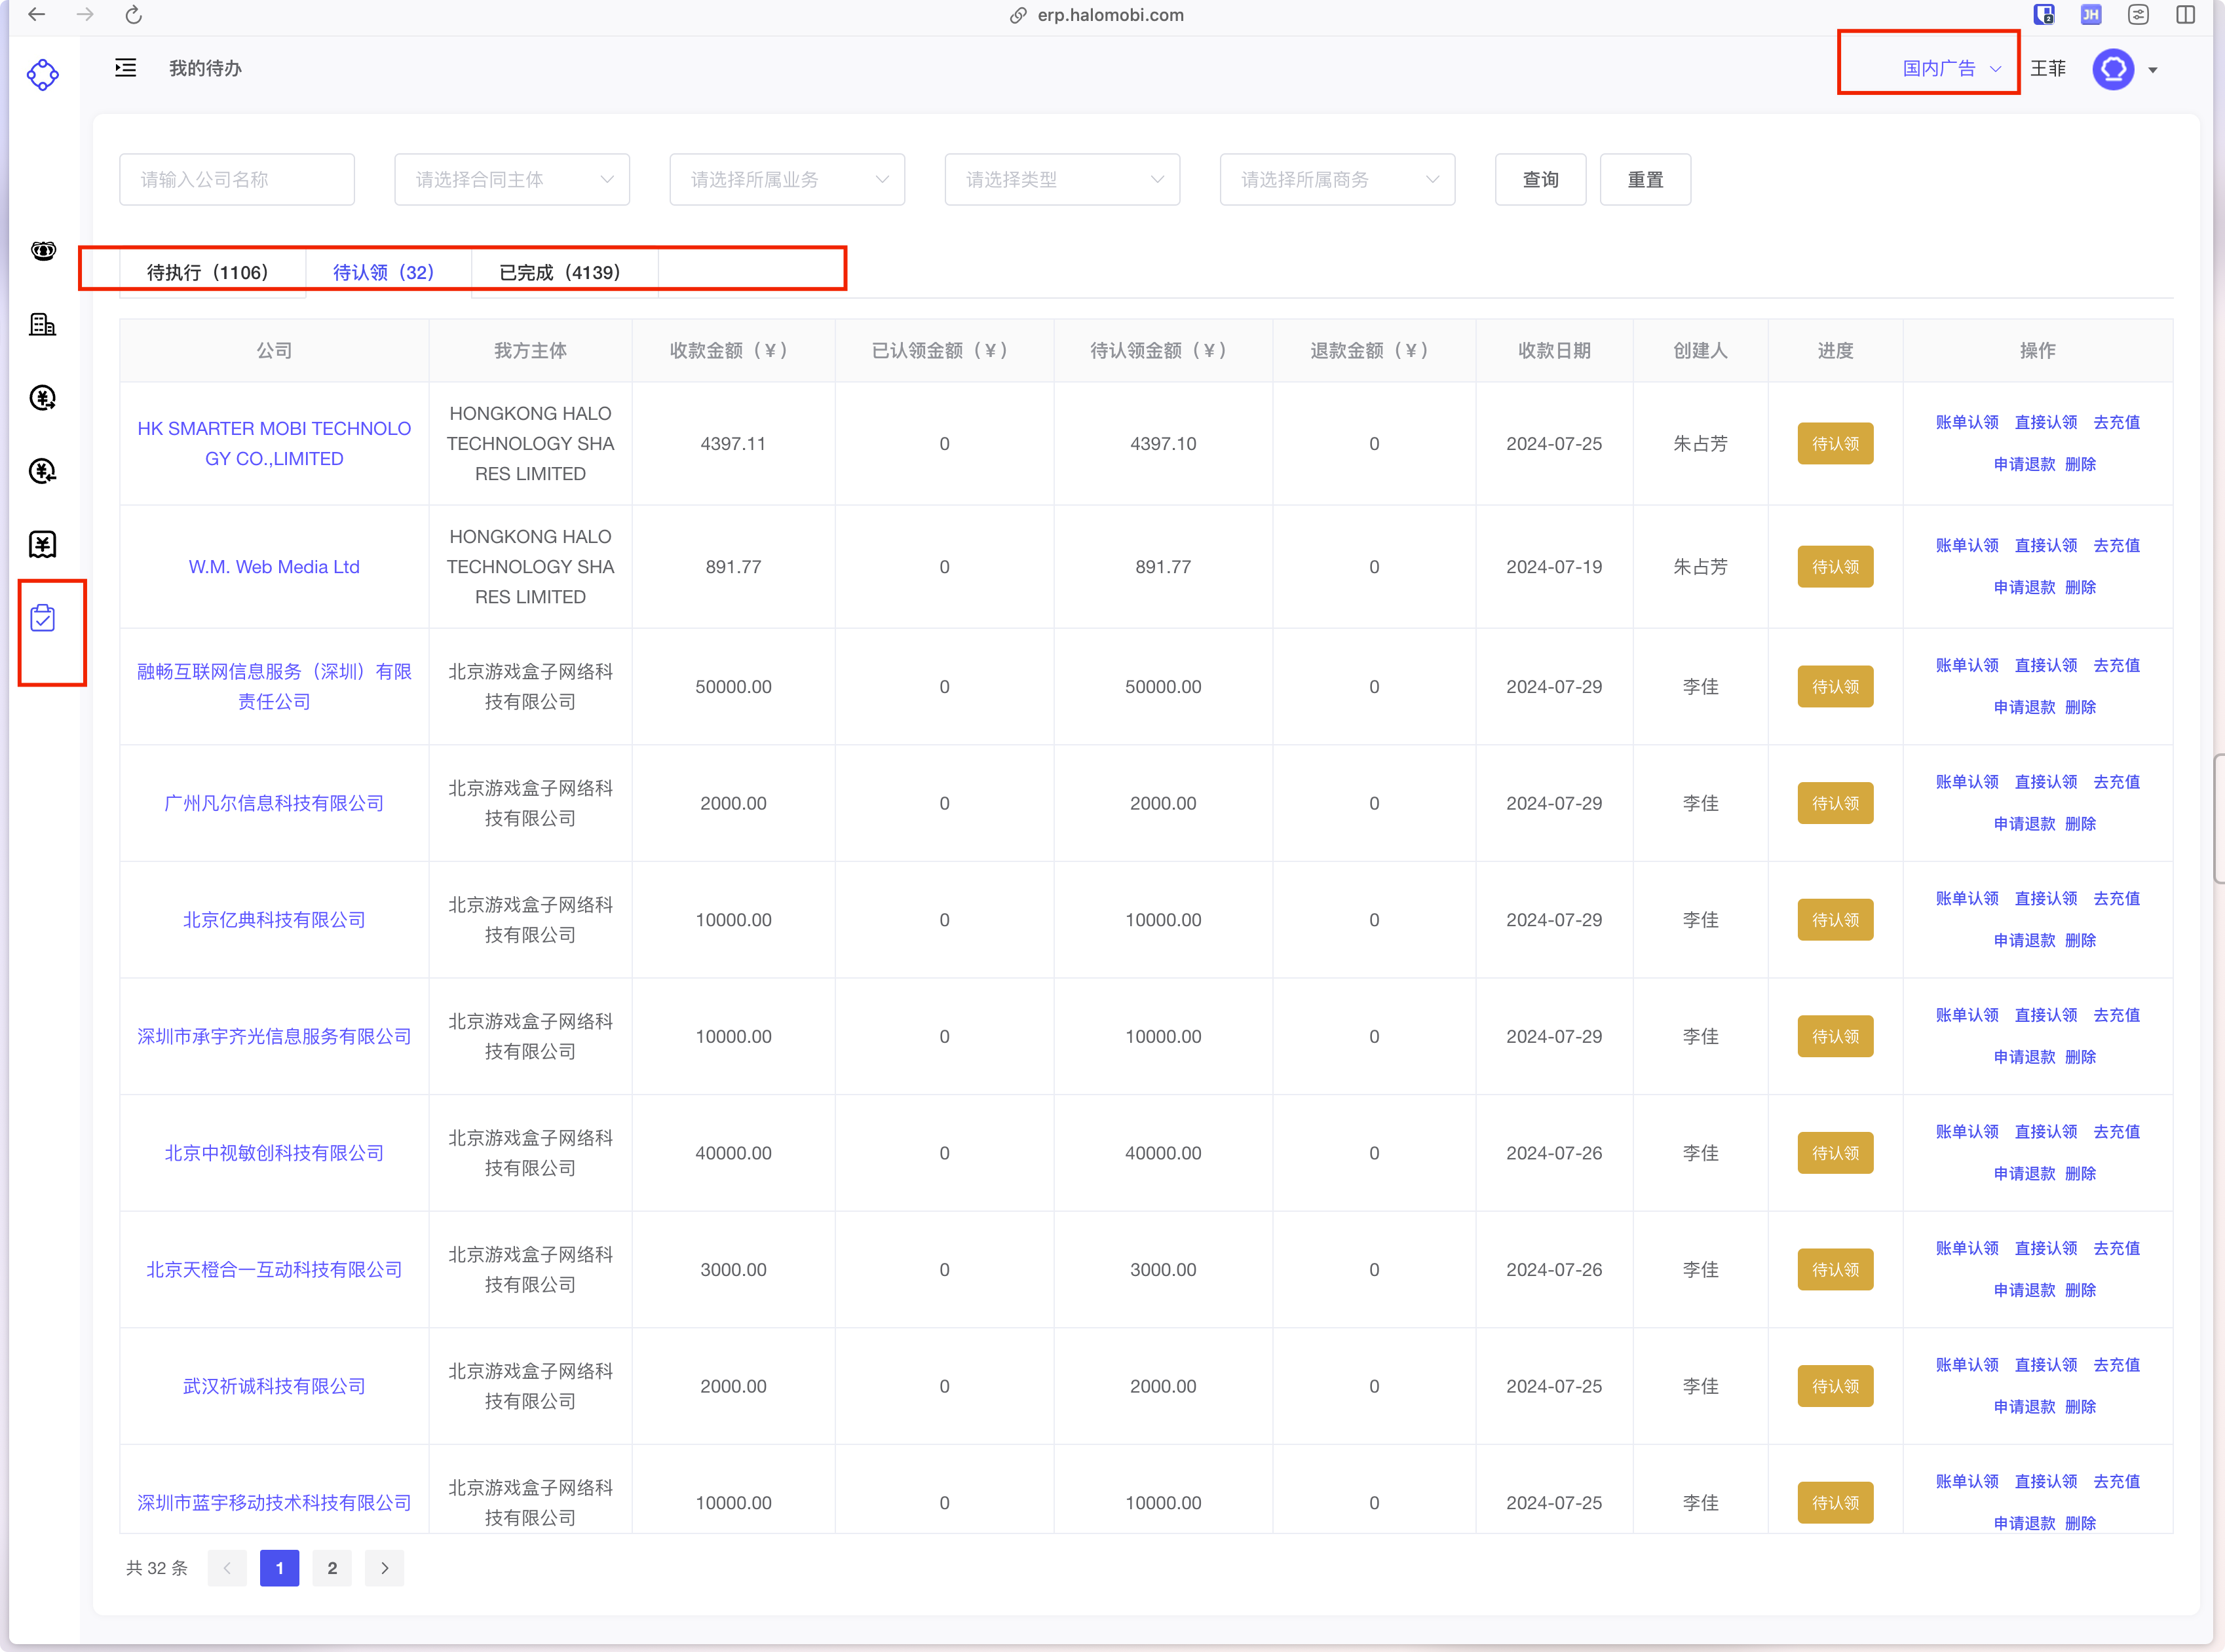 erp.halomobi.com
JH
2
我的待办
国内广告
王菲
请输入公司名称
请选择合同主体
请选择所属业务
请选择类型
请选择所属商务
查询
重置
待执行（1106）
待认领（32）
已完成（4139）
公司
我方主体
收款金额（¥）
已认领金额（¥）
待认领金额（¥）
退款金额（¥）
收款日期
创建人
进度
操作
HK SMARTER MOBI TECHNOLO
GY CO.,LIMITED
HONGKONG HALO
TECHNOLOGY SHA
RES LIMITED
4397.11
0
4397.10
0
2024-07-25
朱占芳
待认领
账单认领 直接认领 去充值
申请退款 删除
W.M. Web Media Ltd
HONGKONG HALO
TECHNOLOGY SHA
RES LIMITED
891.77
0
891.77
0
2024-07-19
朱占芳
待认领
账单认领 直接认领 去充值
申请退款 删除
融畅互联网信息服务（深圳）有限
责任公司
北京游戏盒子网络科
技有限公司
50000.00
0
50000.00
0
2024-07-29
李佳
待认领
账单认领 直接认领 去充值
申请退款 删除
广州凡尔信息科技有限公司
北京游戏盒子网络科
技有限公司
2000.00
0
2000.00
0
2024-07-29
李佳
待认领
账单认领 直接认领 去充值
申请退款 删除
北京亿典科技有限公司
北京游戏盒子网络科
技有限公司
10000.00
0
10000.00
0
2024-07-29
李佳
待认领
账单认领 直接认领 去充值
申请退款 删除
深圳市承宇齐光信息服务有限公司
北京游戏盒子网络科
技有限公司
10000.00
0
10000.00
0
2024-07-29
李佳
待认领
账单认领 直接认领 去充值
申请退款 删除
北京中视敏创科技有限公司
北京游戏盒子网络科
技有限公司
40000.00
0
40000.00
0
2024-07-26
李佳
待认领
账单认领 直接认领 去充值
申请退款 删除
北京天橙合一互动科技有限公司
北京游戏盒子网络科
技有限公司
3000.00
0
3000.00
0
2024-07-26
李佳
待认领
账单认领 直接认领 去充值
申请退款 删除
武汉祈诚科技有限公司
北京游戏盒子网络科
技有限公司
2000.00
0
2000.00
0
2024-07-25
李佳
待认领
账单认领 直接认领 去充值
申请退款 删除
深圳市蓝宇移动技术科技有限公司
北京游戏盒子网络科
技有限公司
10000.00
0
10000.00
0
2024-07-25
李佳
待认领
账单认领 直接认领 去充值
申请退款 删除
共 32 条
1
2